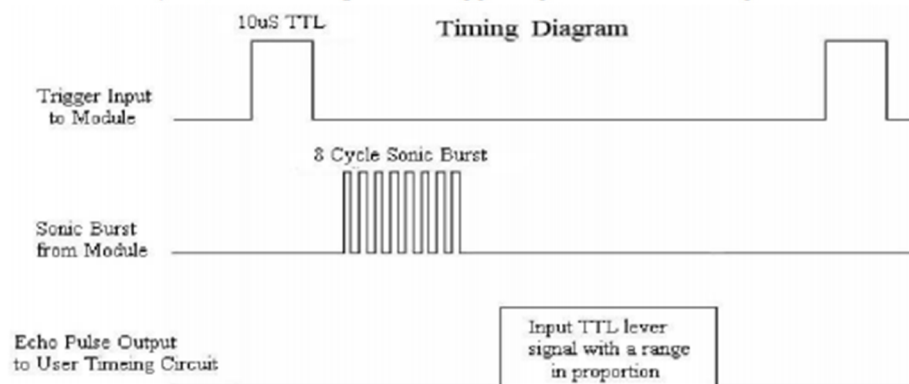 10uS TTL
Timing Diagram
Trigger Input
to Module
8 Cycle Sonic Burst
Sonic Burst
from Module
Echo Pulse Output
to User Timeing Circuit
Input TTL lever
signal with a range
in proportion